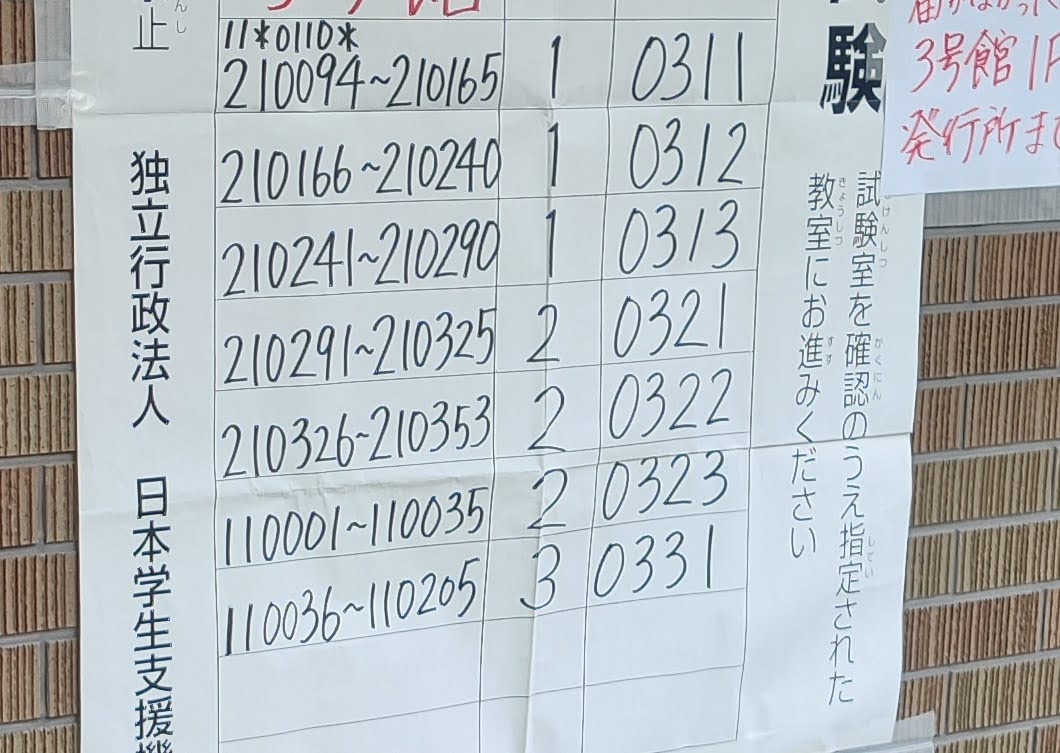 11*0110*
210094~210165 1 0311
210166~210240 1 0312
210241~210290 1 0313
210291~210325 2 0321
210326~210353 2 0322
110001~110035 2 0323
110036~110205 3 0331
験
試験室を確認のうえ指定された
教室にお進みください
止
独立行政法人 日本学生支援
3号館1F
発行所まで